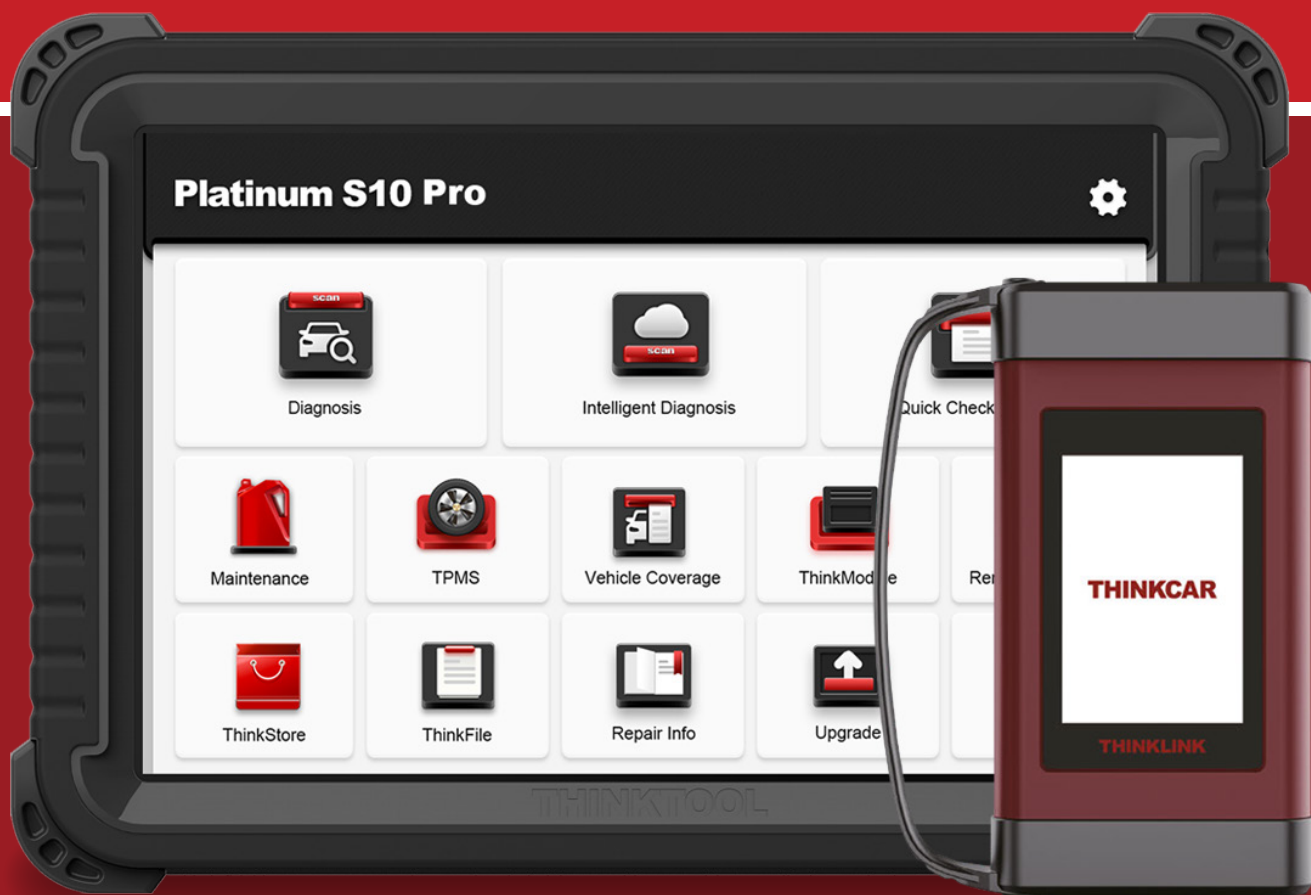 Platinum S10 Pro
scan
scan
Diagnosis
Intelligent Diagnosis
Quick Check
Maintenance
TPMS
Vehicle Coverage
ThinkStore
ThinkFile
Repair Info
Upgrade
THINKTOOL
THINKCAR
THINKLINK